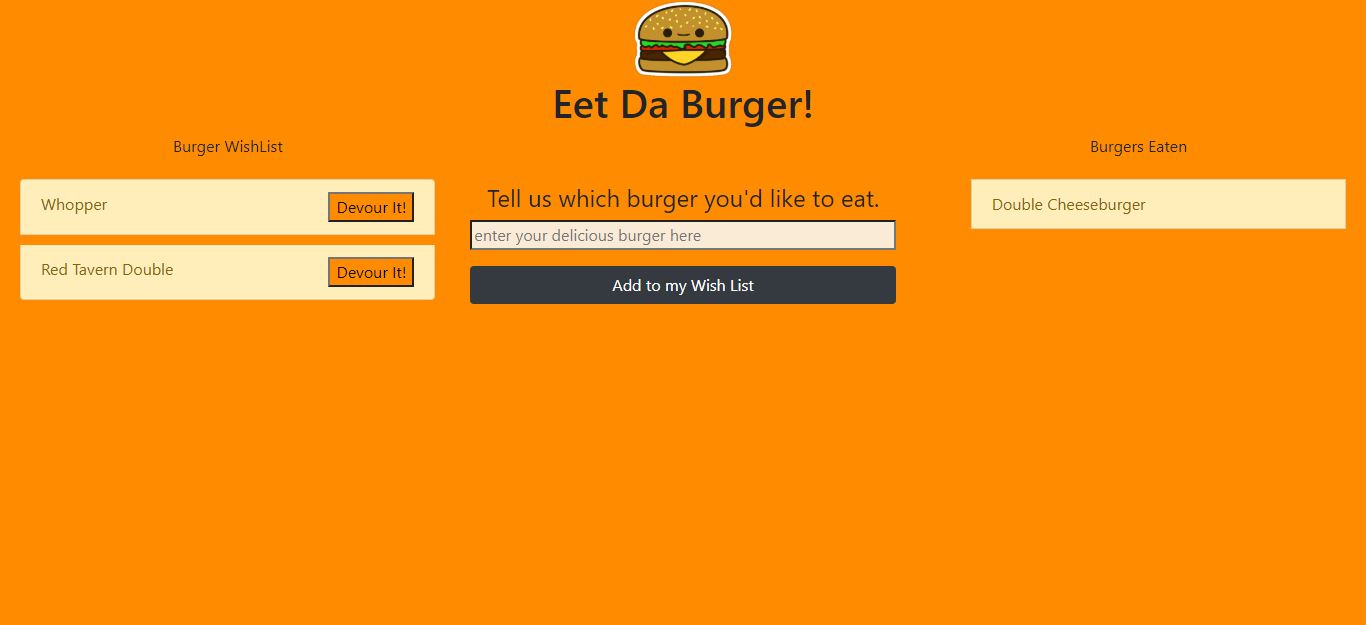 Eet Da Burger!
Burger WishList
Whopper
Devour It!
Red Tavern Double
Devour It!
Tell us which burger you'd like to eat.
enter your delicious burger here
Add to my Wish List
Burgers Eaten
Double Cheeseburger